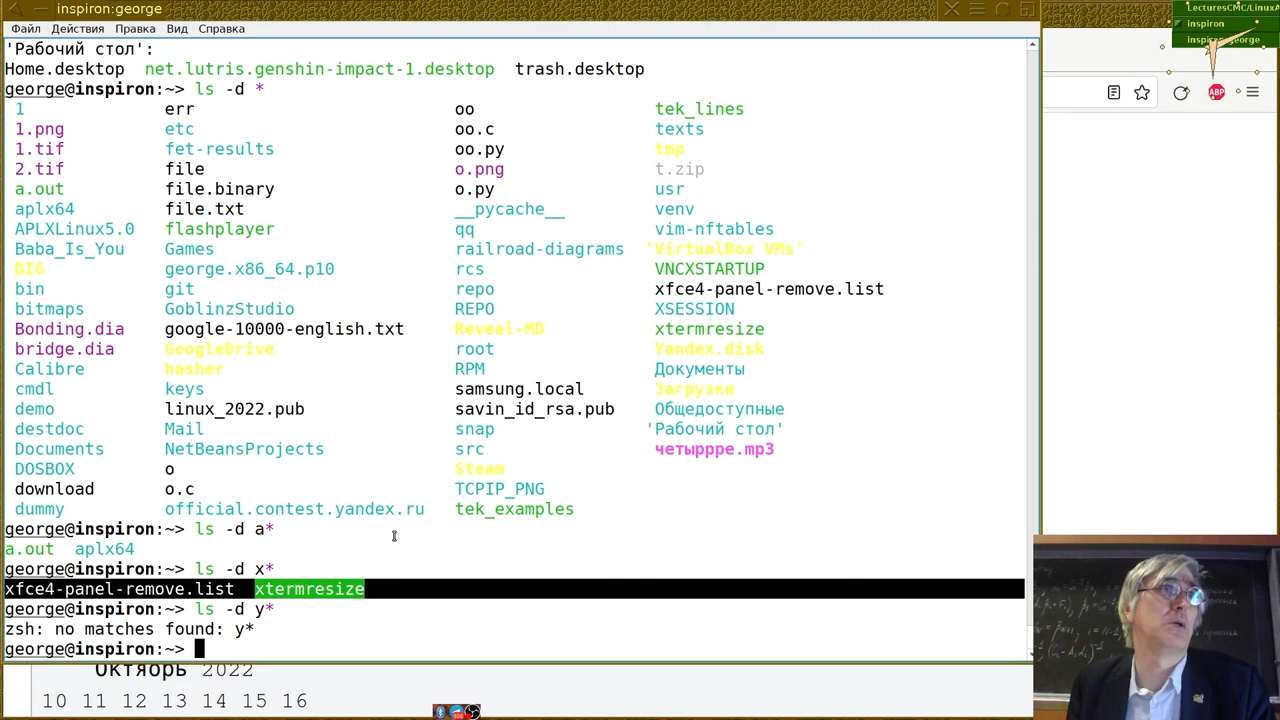 inspiron:george
LecturesCMC/LinuxA
inspiron
inspiron:george
Файл Действия Правка Вид Справка
ABP
'Рабочий стол':
Home.desktop net.lutris.genshin-impact-1.desktop trash.desktop
george@inspiron:~> ls -d *
1 err oo tek_lines
1.png etc oo.c texts
1.tif fet-results oo.py tmp
2.tif file o.png t.zip
a.out file.binary o.py usr
aplx64 file.txt __pycache__ venv
APLXLinux5.0 flashplayer qq vim-nftables
Baba_Is_You Games railroad-diagrams 'VirtualBox VMs'
BIG george.x86_64.p10 rcs VNCXSTARTUP
bin git repo xfce4-panel-remove.list
bitmaps GoblinzStudio REPO XSESSION
Bonding.dia google-10000-english.txt Reveal-MD xtermresize
bridge.dia GoogleDrive root Yandex.disk
Calibre hasher RPM Документы
cmdl keys samsung.local Загрузки
demo linux_2022.pub savin_id_rsa.pub Общедоступные
destdoc Mail snap 'Рабочий стол'
Documents NetBeansProjects src четырррe.mp3
DOSBOX o Steam
download o.c TCPIP_PNG
dummy official.contest.yandex.ru tek_examples
george@inspiron:~> ls -d a*
a.out aplx64
george@inspiron:~> ls -d x*
xfce4-panel-remove.list xtermresize
george@inspiron:~> ls -d y*
zsh: no matches found: y*
george@inspiron:~>
Октябрь 2022
10 11 12 13 14 15 16